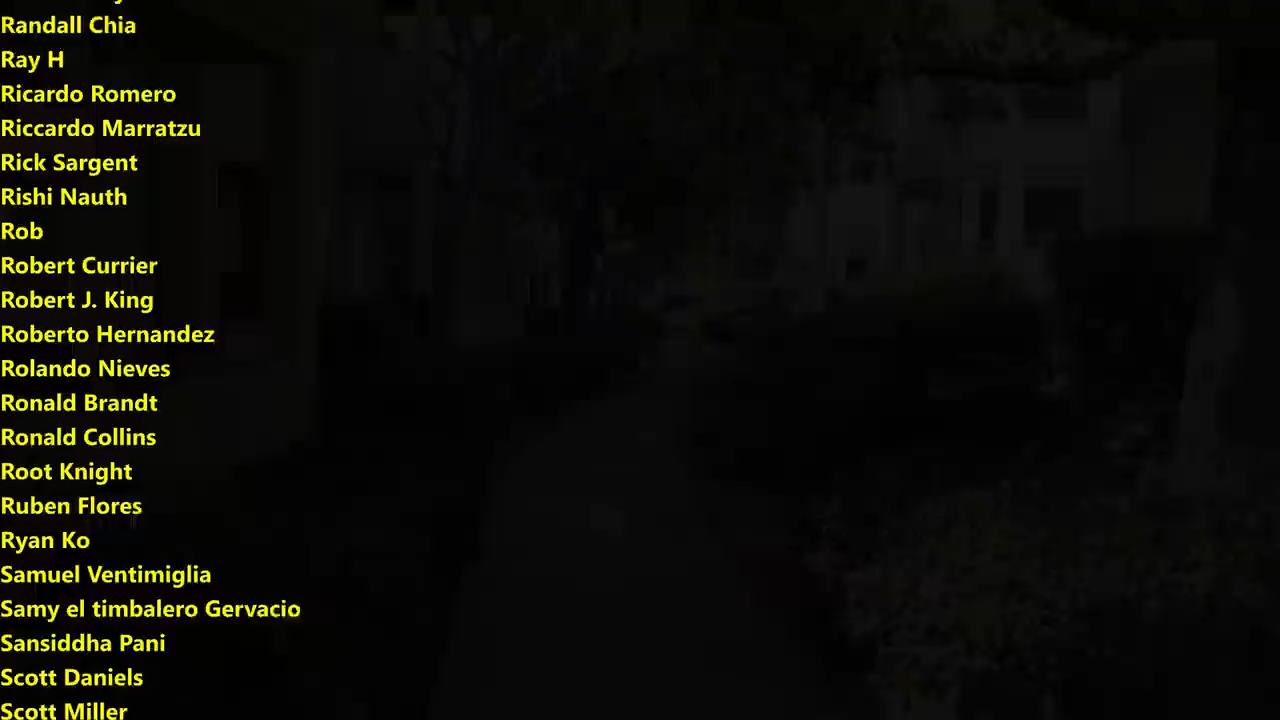 Randall Chia
Ray H
Ricardo Romero
Riccardo Marratzu
Rick Sargent
Rishi Nauth
Rob
Robert Currier
Robert J. King
Roberto Hernandez
Rolando Nieves
Ronald Brandt
Ronald Collins
Root Knight
Ruben Flores
Ryan Ko
Samuel Ventimiglia
Samy el timbalero Gervacio
Sansiddha Pani
Scott Daniels
Scott Miller